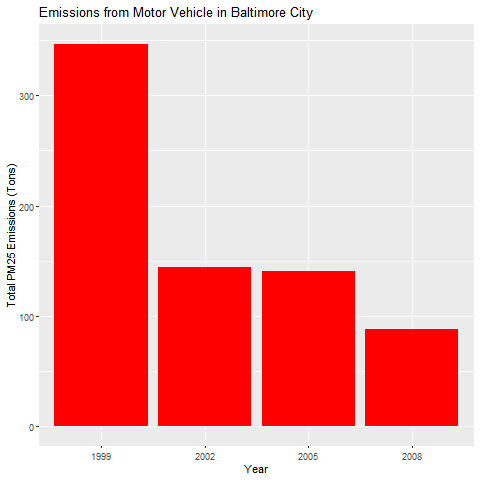 Emissions from Motor Vehicle in Baltimore City
Total PM25 Emissions (Tons)
300
200
100
0
1999 2002 2005 2008
Year